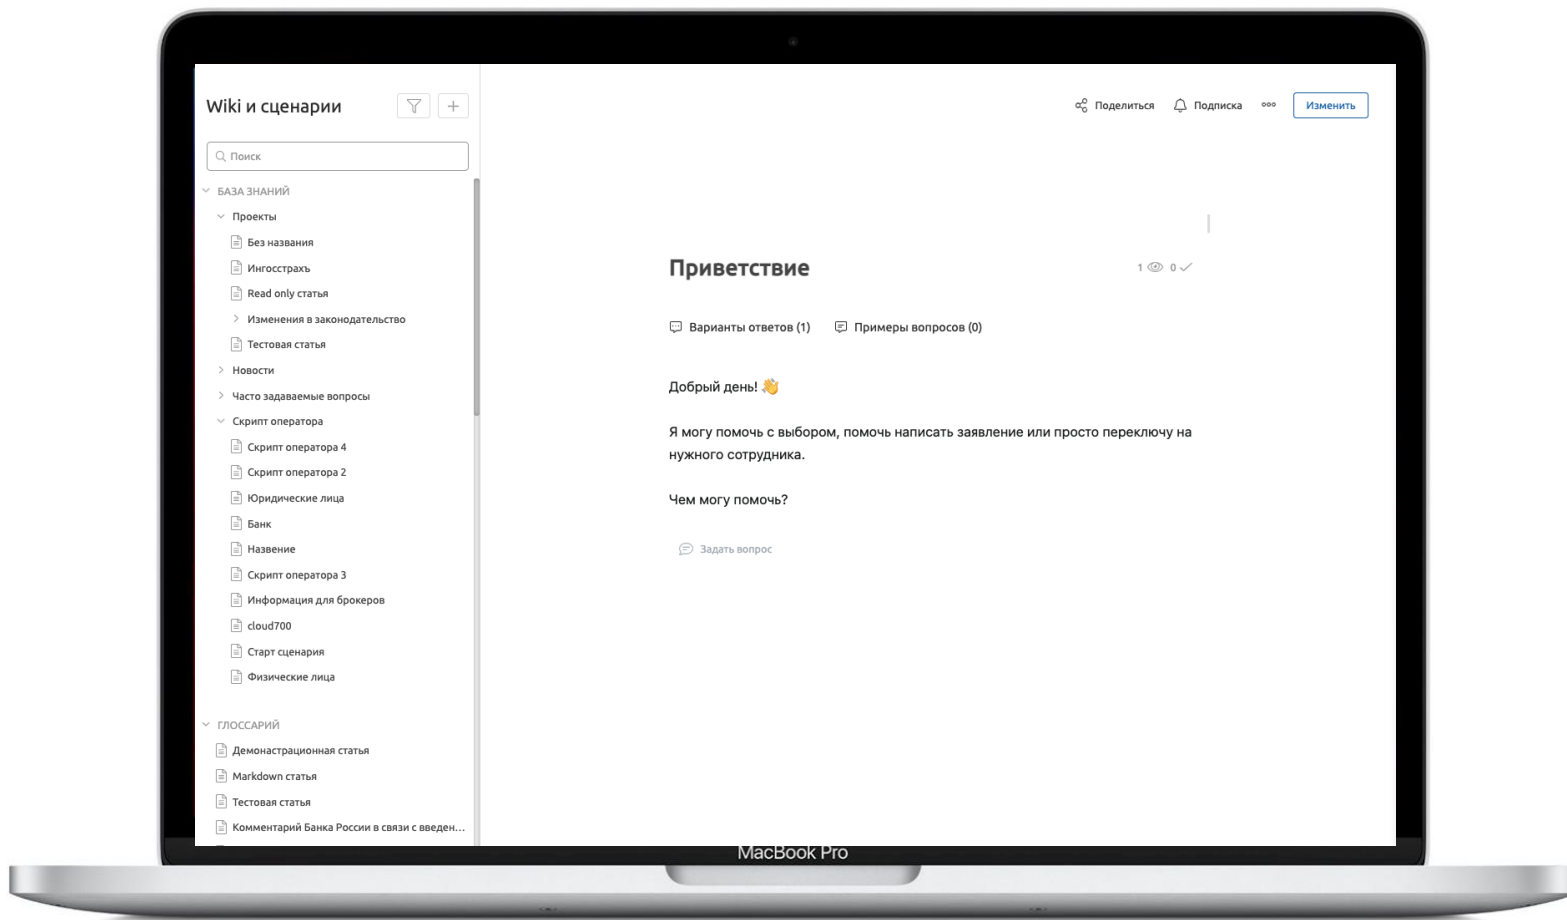 Wiki и сценарии
Поиск
БАЗА ЗНАНИЙ
Проекты
Без названия
Ингосстрахъ
Read only статья
Изменения в законодательство
Тестовая статья
Новости
Часто задаваемые вопросы
Скрипт оператора
Скрипт оператора 4
Скрипт оператора 2
Юридические лица
Банк
Назвение
Скрипт оператора 3
Информация для брокеров
cloud700
Старт сценария
Физические лица
ГЛОССАРИЙ
Демонастрационная статья
Markdown статья
Тестовая статья
Комментарий Банка России в связи с введен...
Поделиться Подписка Изменить
Приветствие 1 0
Варианты ответов (1) Примеры вопросов (0)
Добрый день! 👋
Я могу помочь с выбором, помочь написать заявление или просто переключу на
нужного сотрудника.
Чем могу помочь?
Задать вопрос
MacBook Pro